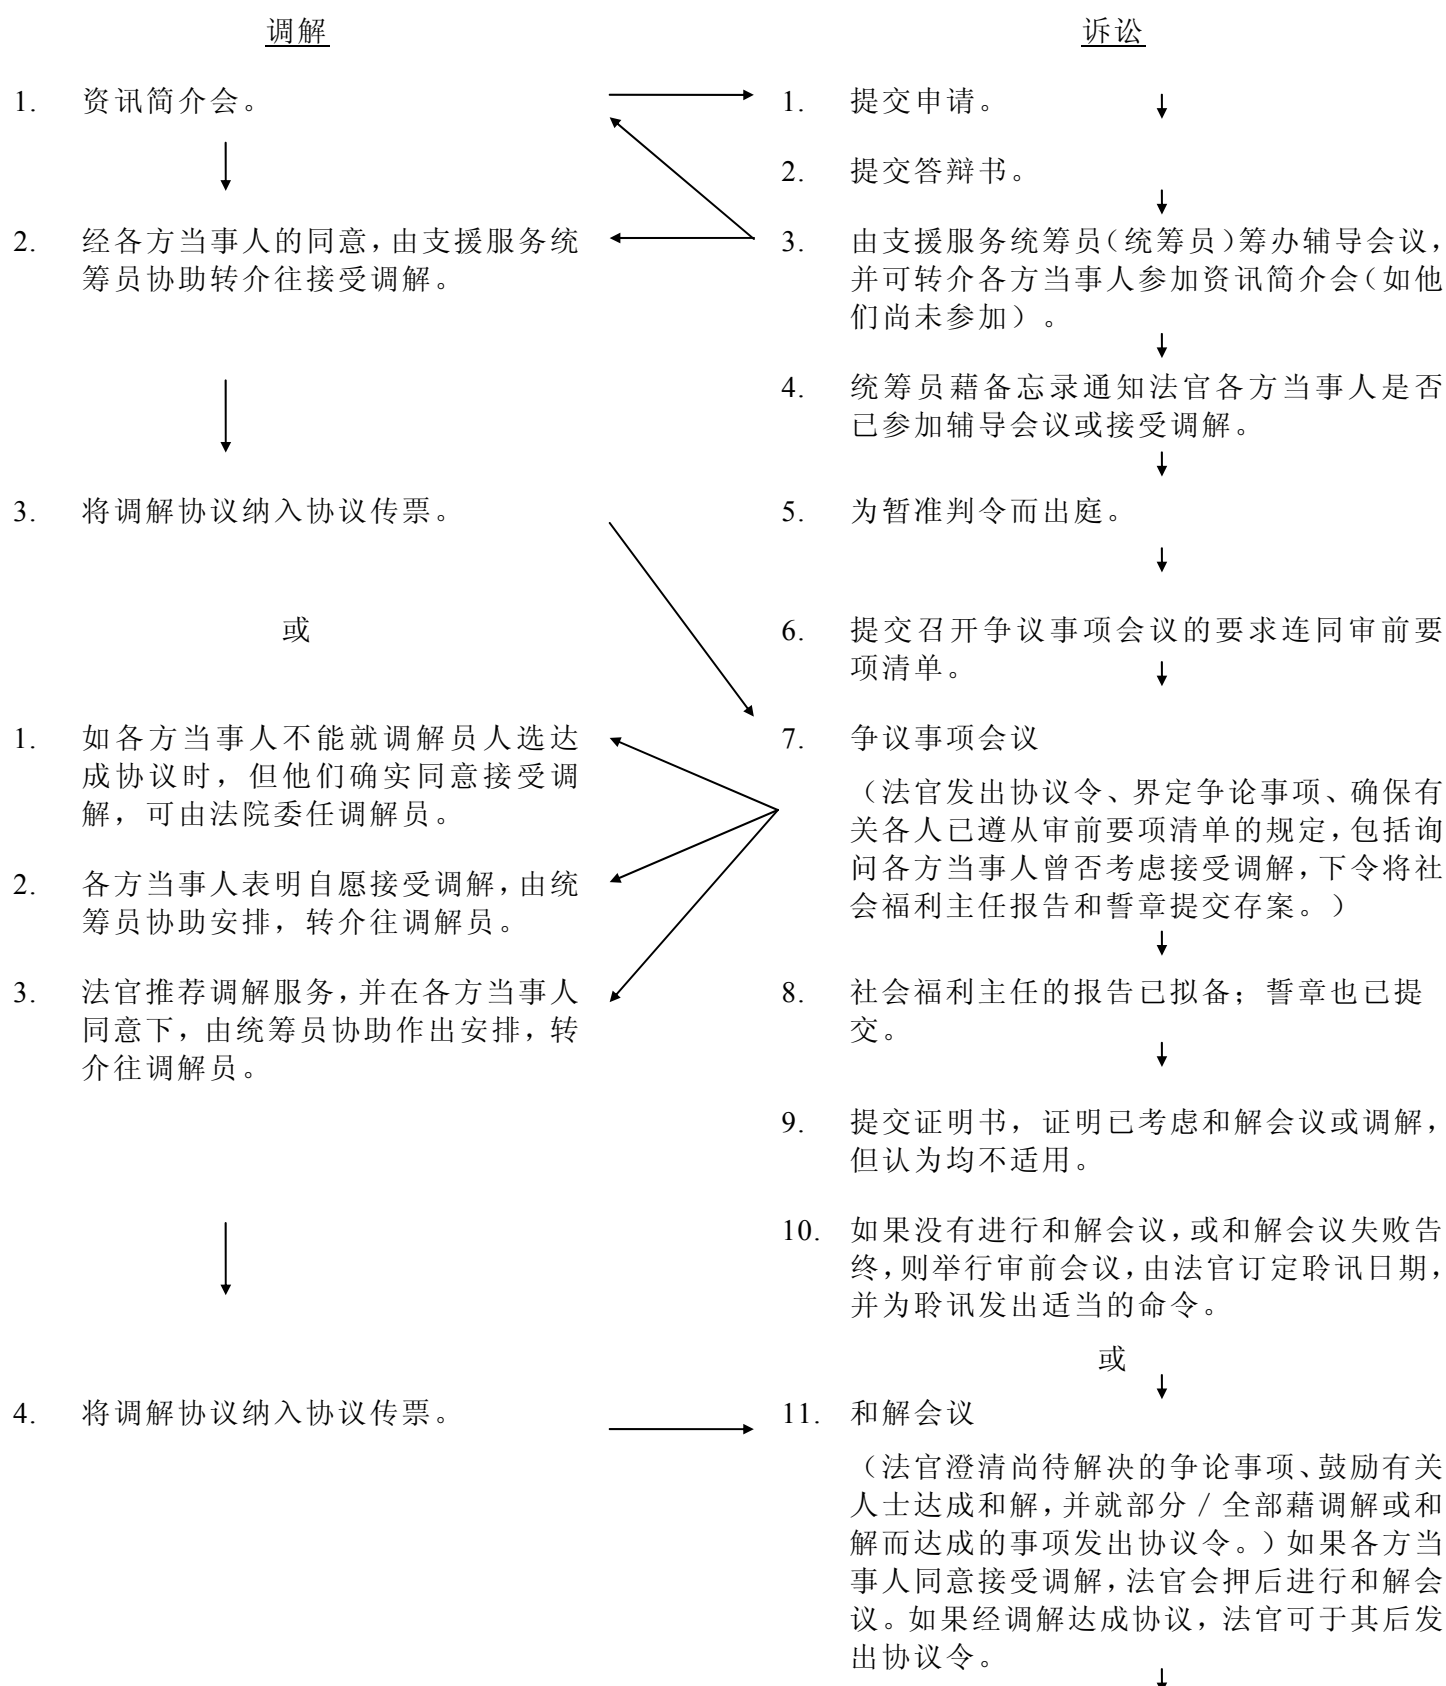 调解
1. 资讯简介会。
2. 经各方当事人的同意，由支援服务统
筹员协助转介往接受调解。
3. 将调解协议纳入协议传票。
或
1. 如各方当事人不能就调解员人选达
成协议时，但他们确实同意接受调
解，可由法院委任调解员。
2. 各方当事人表明自愿接受调解，由统
筹员协助安排，转介往调解员。
3. 法官推荐调解服务，并在各方当事人
同意下，由统筹员协助作出安排，转
介往调解员。
4. 将调解协议纳入协议传票。
诉讼
1. 提交申请。
2. 提交答辩书。
3. 由支援服务统筹员（统筹员）筹办辅导会议，
并可转介各方当事人参加资讯简介会（如他
们尚未参加）。
4. 统筹员藉备忘录通知法官各方当事人是否
已参加辅导会议或接受调解。
5. 为暂准判令而出庭。
6. 提交召开争议事项会议的要求连同审前要
项清单。
7. 争议事项会议
（法官发出协议令、界定争论事项、确保有
关各人已遵从审前要项清单的规定，包括询
问各方当事人曾否考虑接受调解，下令将社
会福利主任报告和誓章提交存案。）
8. 社会福利主任的报告已拟备；誓章也已提
交。
9. 提交证明书，证明已考虑和解会议或调解，
但认为均不适用。
10. 如果没有进行和解会议，或和解会议失败告
终，则举行审前会议，由法官订定聆讯日期，
并为聆讯发出适当的命令。
或
11. 和解会议
（法官澄清尚待解决的争论事项、鼓励有关
人士达成和解，并就部分／全部藉调解或和
解而达成的事项发出协议令。）如果各方当
事人同意接受调解，法官会押后进行和解会
议。如果经调解达成协议，法官可于其后发
出协议令。